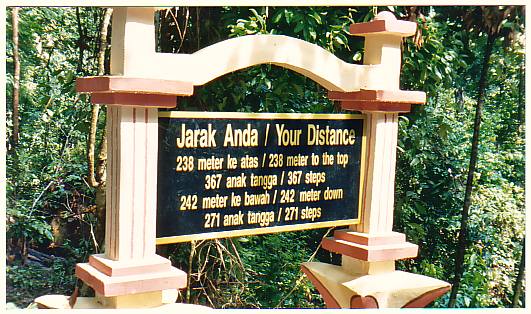 Jarak Anda / Your Distance
238 meter ke atas / 238 meter to the top
367 anak tangga / 367 steps
242 meter ke bawah / 242 meter down
271 anak tangga / 271 steps